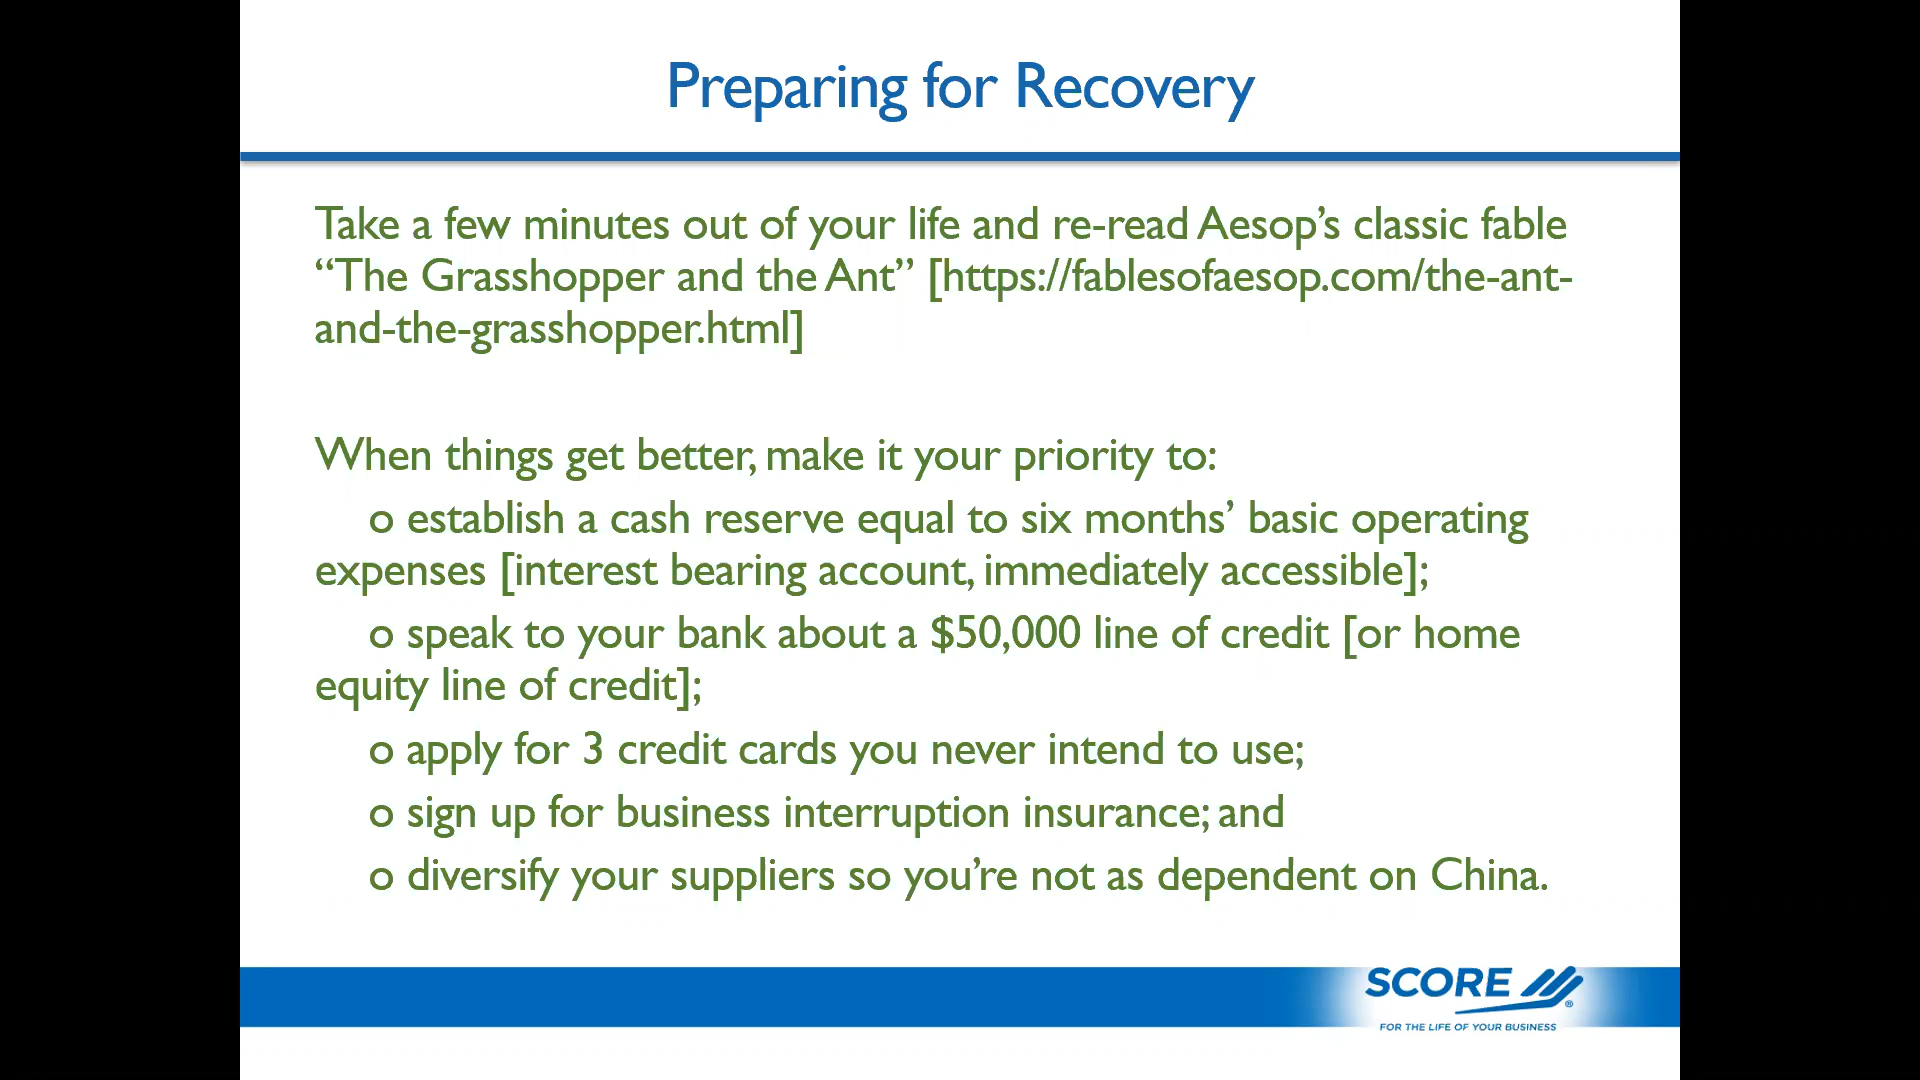 Preparing for Recovery
Take a few minutes out of your life and re-read Aesop’s classic fable
“The Grasshopper and the Ant” [https://fablesofaesop.com/the-ant-
and-the-grasshopper.html]
When things get better, make it your priority to:
o establish a cash reserve equal to six months’ basic operating
expenses [interest bearing account, immediately accessible];
o speak to your bank about a $50,000 line of credit [or home
equity line of credit];
o apply for 3 credit cards you never intend to use;
o sign up for business interruption insurance; and
o diversify your suppliers so you’re not as dependent on China.
SCORE ®
FOR THE LIFE OF YOUR BUSINESS